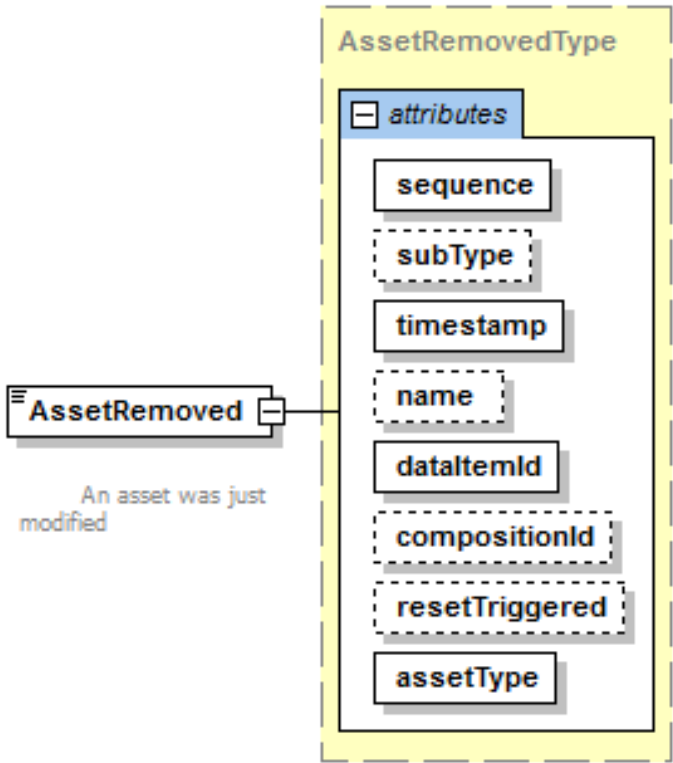 AssetRemovedType
attributes
sequence
subType
timestamp
name
AssetRemoved
dataItemId
An asset was just
modified
compositionId
resetTriggered
assetType